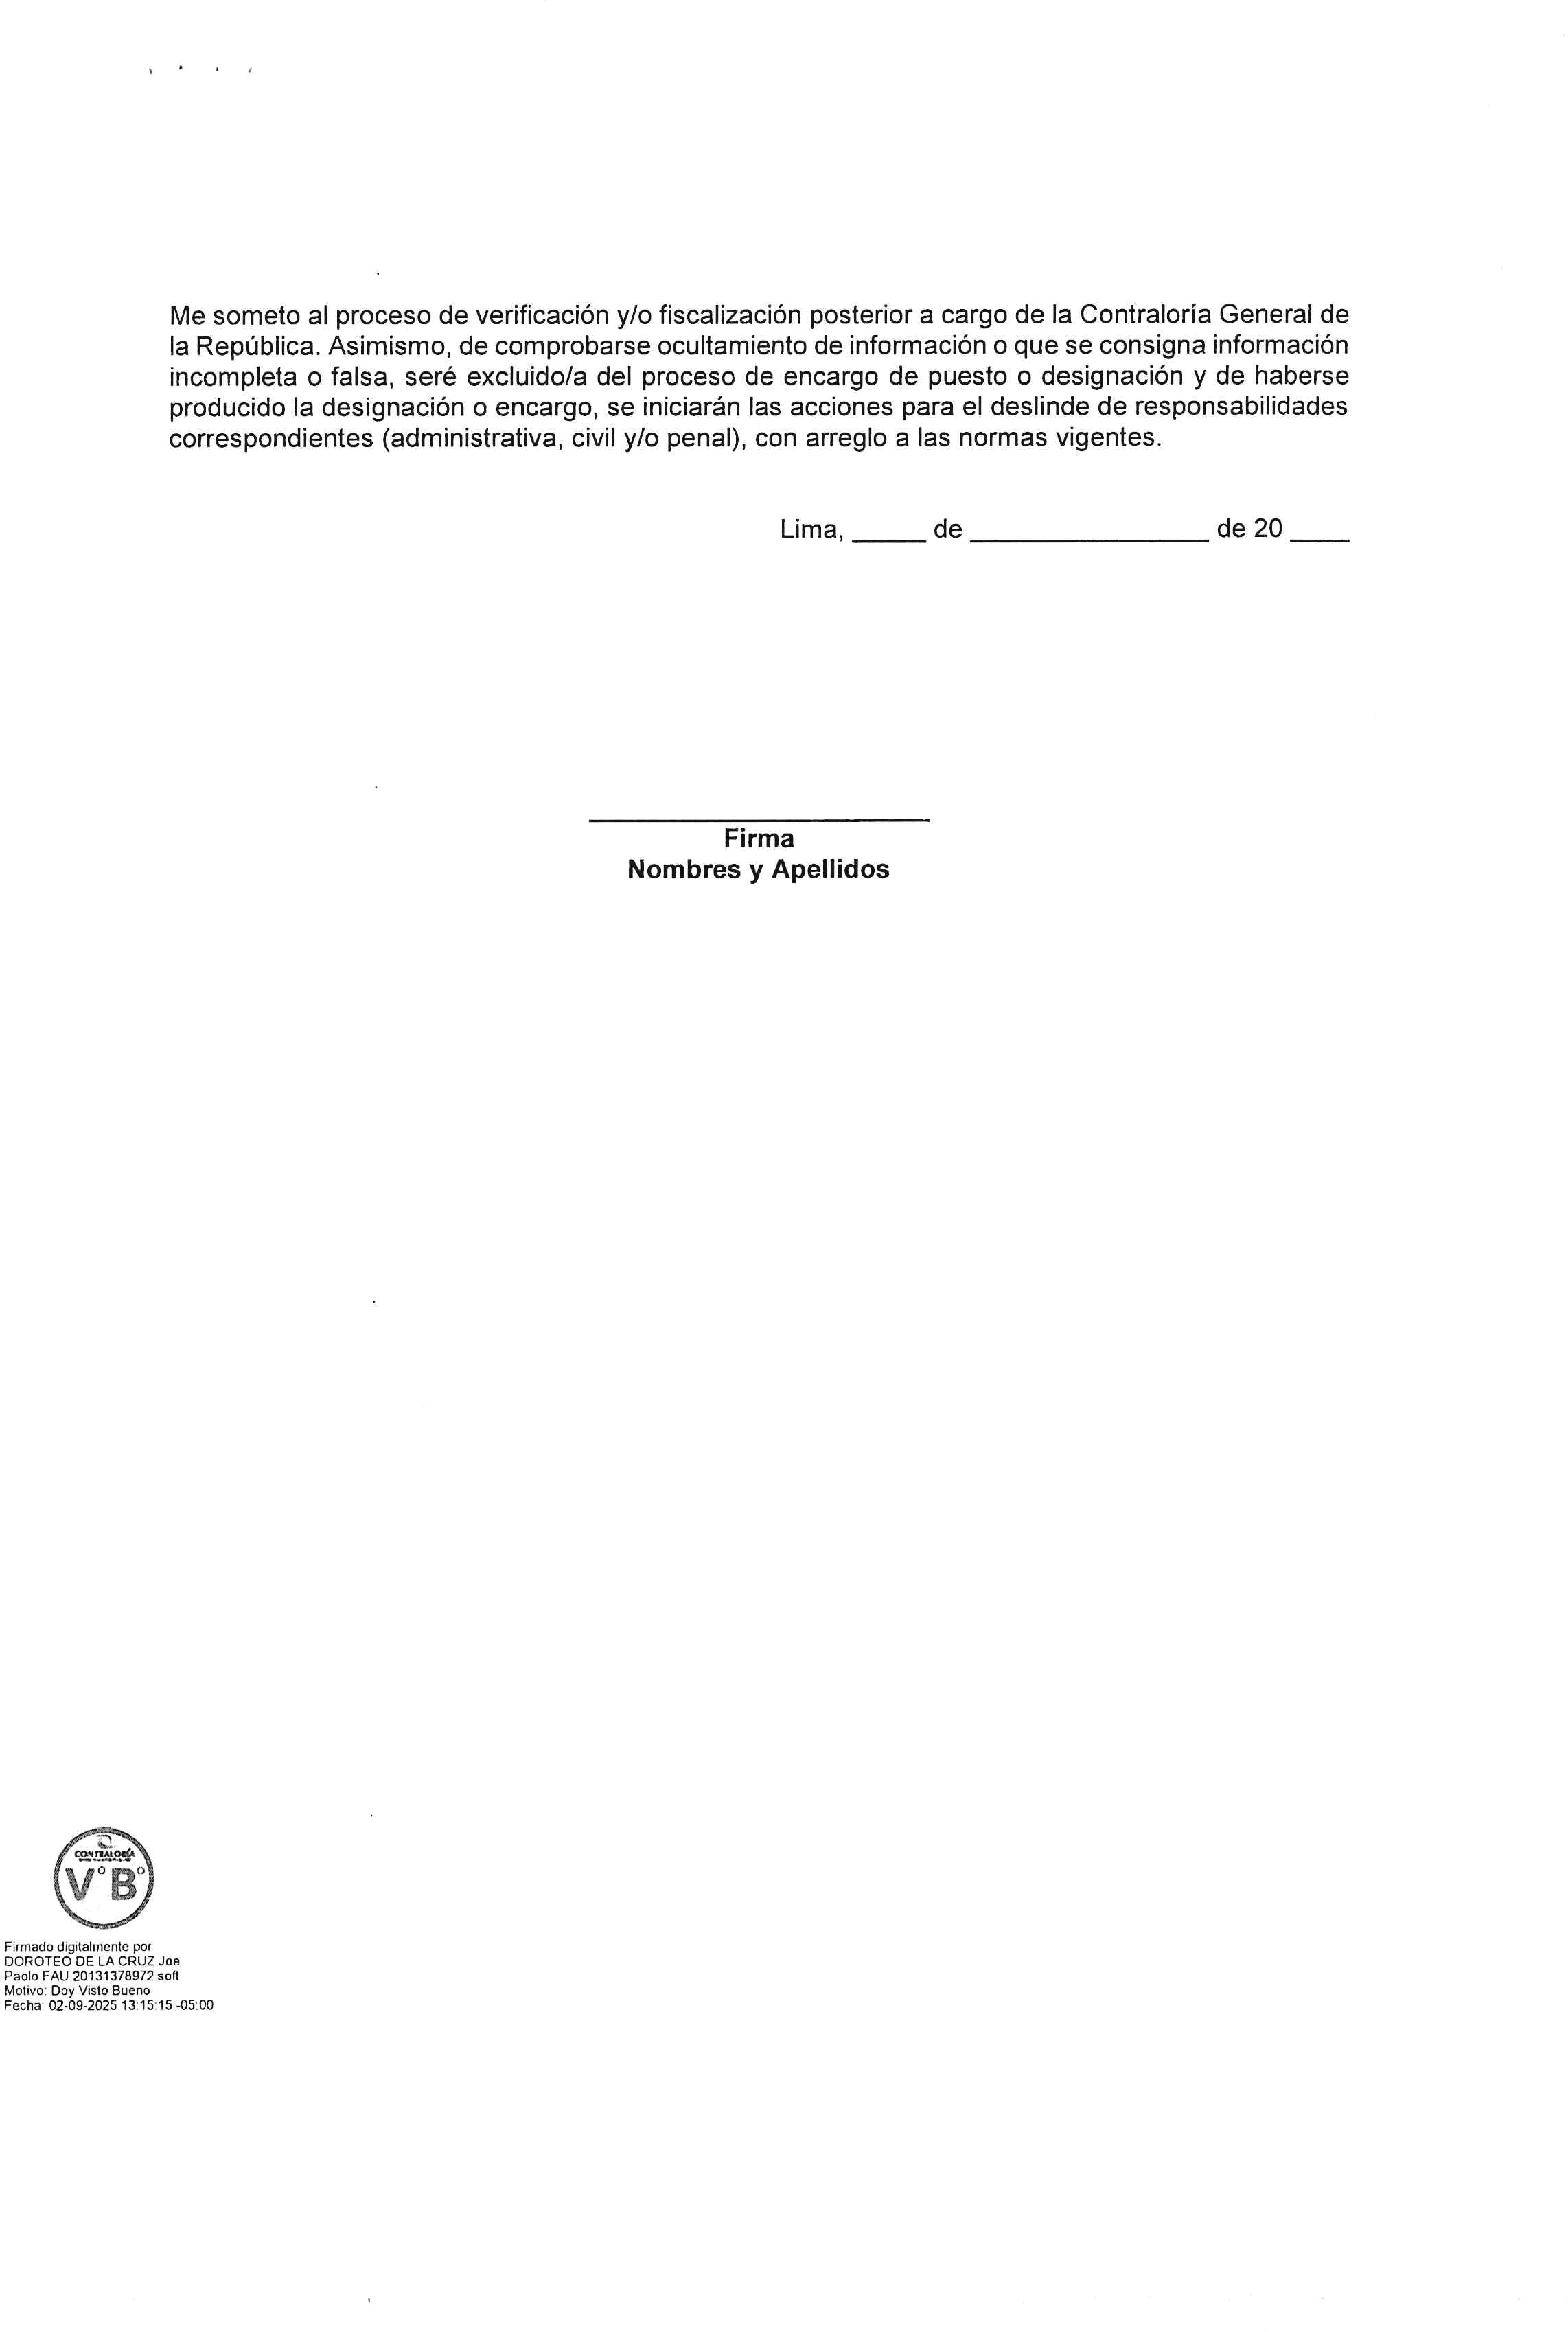 Me someto al proceso de verificación y/o fiscalización posterior a cargo de la Contraloría General de
la República. Asimismo, de comprobarse ocultamiento de información o que se consigna información
incompleta o falsa, seré excluido/a del proceso de encargo de puesto o designación y de haberse
producido la designación o encargo, se iniciarán las acciones para el deslinde de responsabilidades
correspondientes (administrativa, civil y/o penal), con arreglo a las normas vigentes.
Lima, _____ de ________________ de 20 ____
Firma
Nombres y Apellidos
CONTRALORÍA
V°B°
Firmado digitalmente por
DOROTEO DE LA CRUZ Joe
Paolo FAU 20131378972 soft
Motivo: Doy Visto Bueno
Fecha: 02-09-2025 13:15:15 -05:00